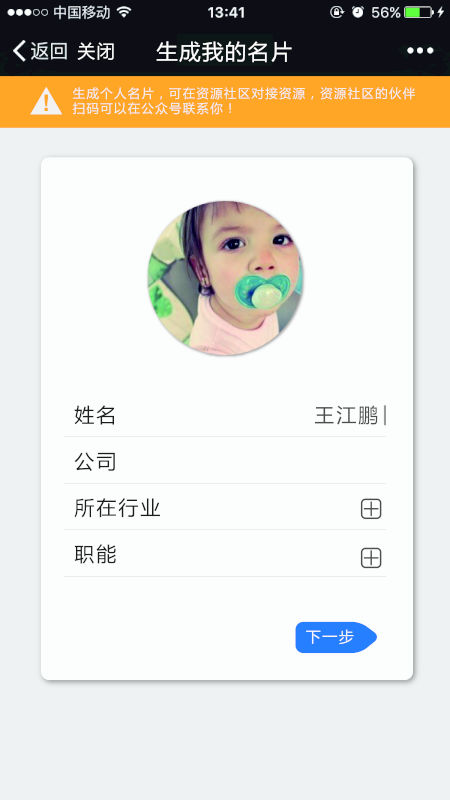 中国移动 13:41 56%
返回 关闭 生成我的名片
生成个人名片，可在资源社区对接资源，资源社区的伙伴
扫码可以在公众号联系你！
姓名 王江鹏
公司
所在行业
职能
下一步